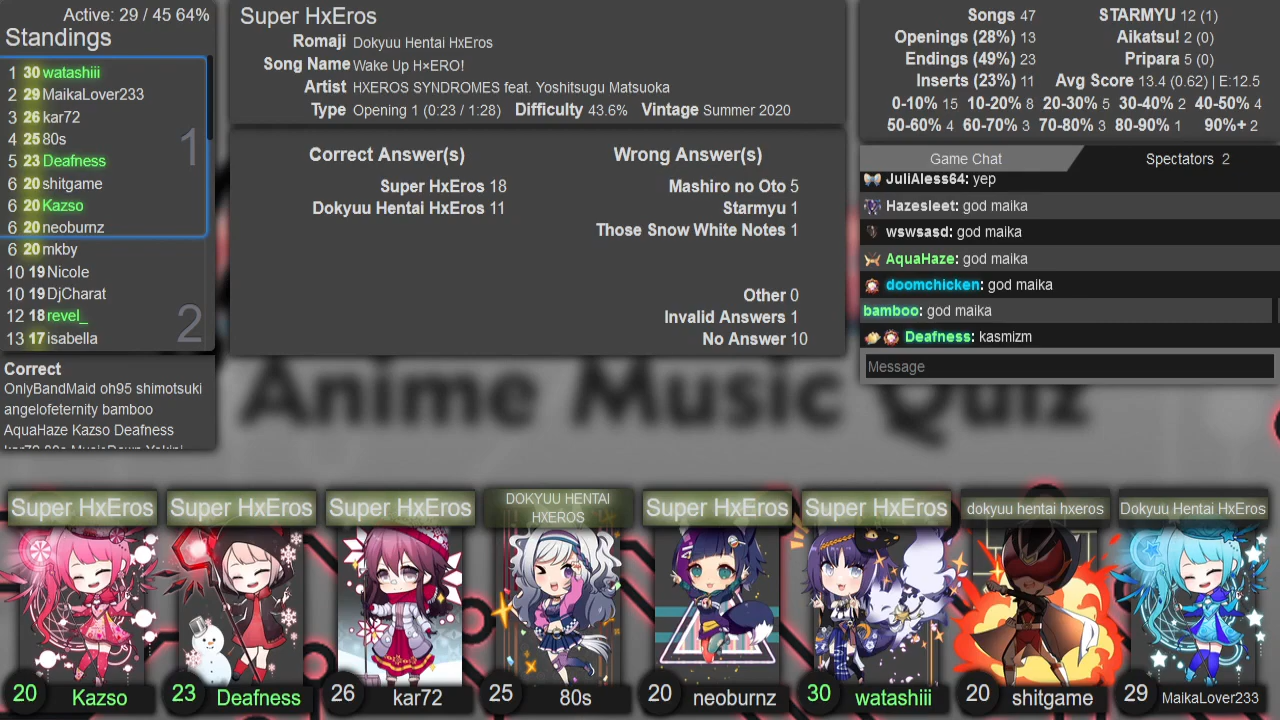 Active: 29 / 45 64%
Standings
1 30 watashiii
2 29 MaikaLover233
3 26 kar72
4 25 80s
5 23 Deafness
6 20 shitgame
6 20 Kazso
6 20 neoburnz
1
6 20 mkby
10 19 Nicole
10 19 DjCharat
12 18 revel_
13 17 isabella
2
Correct
OnlyBandMaid oh95 shimotsuki
angelofeternity bamboo
AquaHaze Kazso Deafness
Super HxEros
Romaji Dokyuu Hentai HxEros
Song Name Wake Up H×ERO!
Artist HXEROS SYNDROMES feat. Yoshitsugu Matsuoka
Type Opening 1 (0:23 / 1:28) Difficulty 43.6% Vintage Summer 2020
Correct Answer(s)
Super HxEros 18
Dokyuu Hentai HxEros 11
Wrong Answer(s)
Mashiro no Oto 5
Starmyu 1
Those Snow White Notes 1
Other 0
Invalid Answers 1
No Answer 10
Songs 47 STARMYU 12 (1)
Openings (28%) 13 Aikatsu! 2 (0)
Endings (49%) 23 Pripara 5 (0)
Inserts (23%) 11 Avg Score 13.4 (0.62) | E:12.5
0-10% 15 10-20% 8 20-30% 5 30-40% 2 40-50% 4
50-60% 4 60-70% 3 70-80% 3 80-90% 1 90%+ 2
Game Chat Spectators 2
JuliAless64: yep
Hazesleet: god maika
wswsasd: god maika
AquaHaze: god maika
doomchicken: god maika
bamboo: god maika
Deafness: kasmizm
Message
Anime Music Quiz
Super HxEros Super HxEros Super HxEros DOKYUU HENTAI HXEROS Super HxEros Super HxEros dokyuu hentai hxeros Dokyuu Hentai HxEros
20 Kazso 23 Deafness 26 kar72 25 80s 20 neoburnz 30 watashiii 20 shitgame 29 MaikaLover233